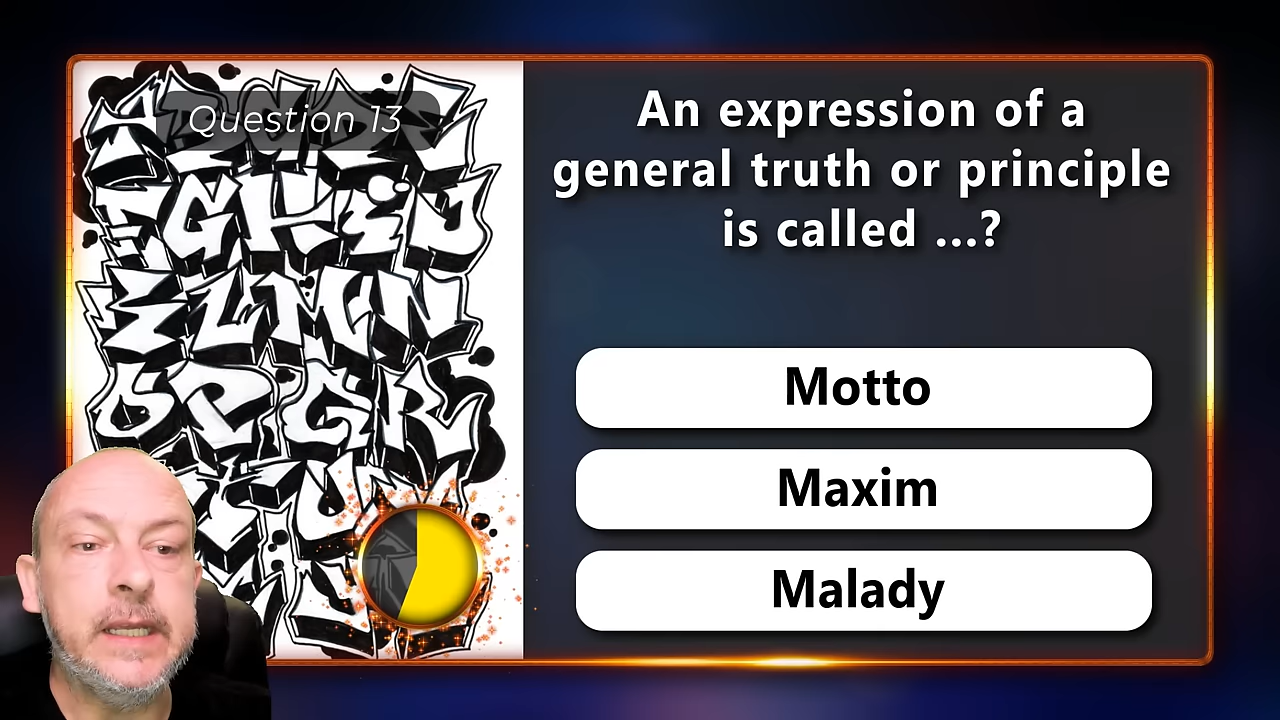 Question 13
An expression of a
general truth or principle
is called ...?
Motto
Maxim
Malady